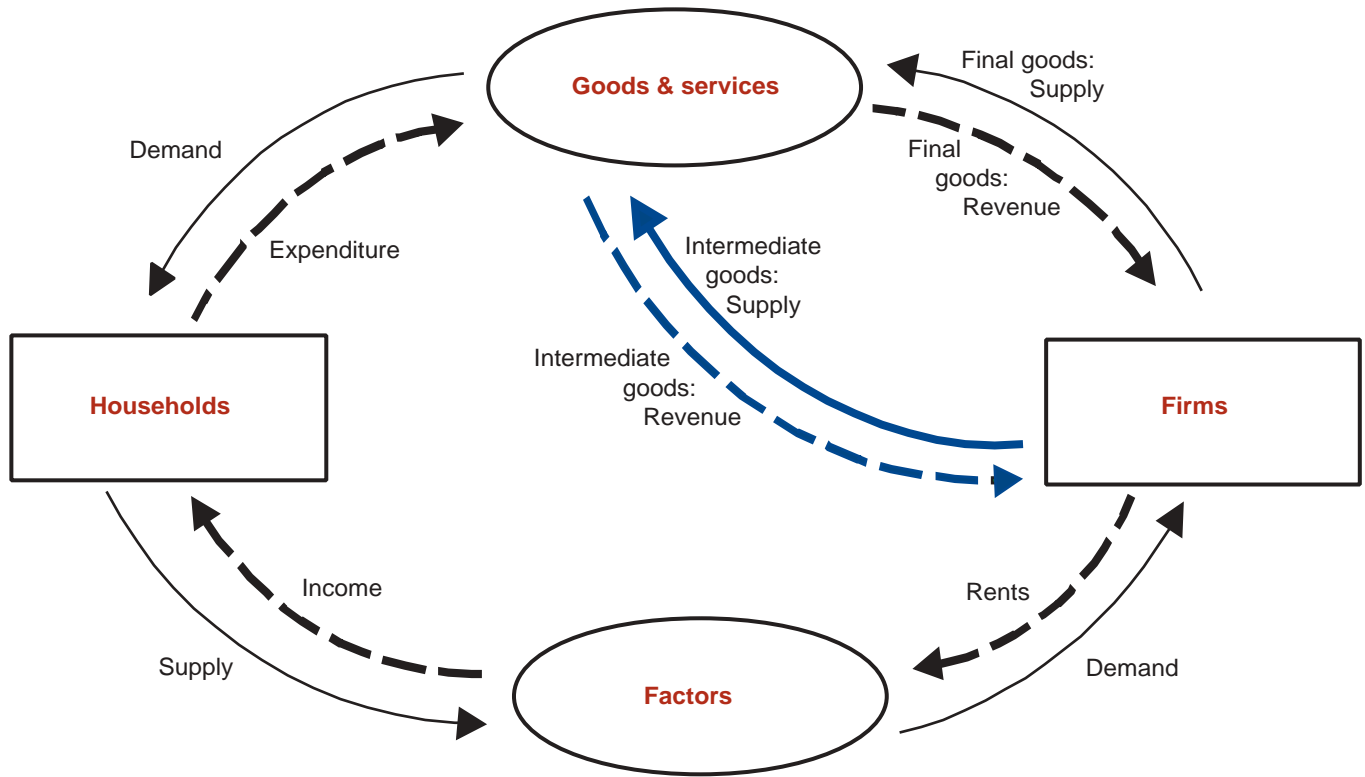 Goods & services
Final goods:
Supply
Demand
Final
goods:
Revenue
Expenditure
Intermediate
goods:
Supply
Intermediate
goods:
Revenue
Households
Firms
Income
Rents
Supply
Factors
Demand